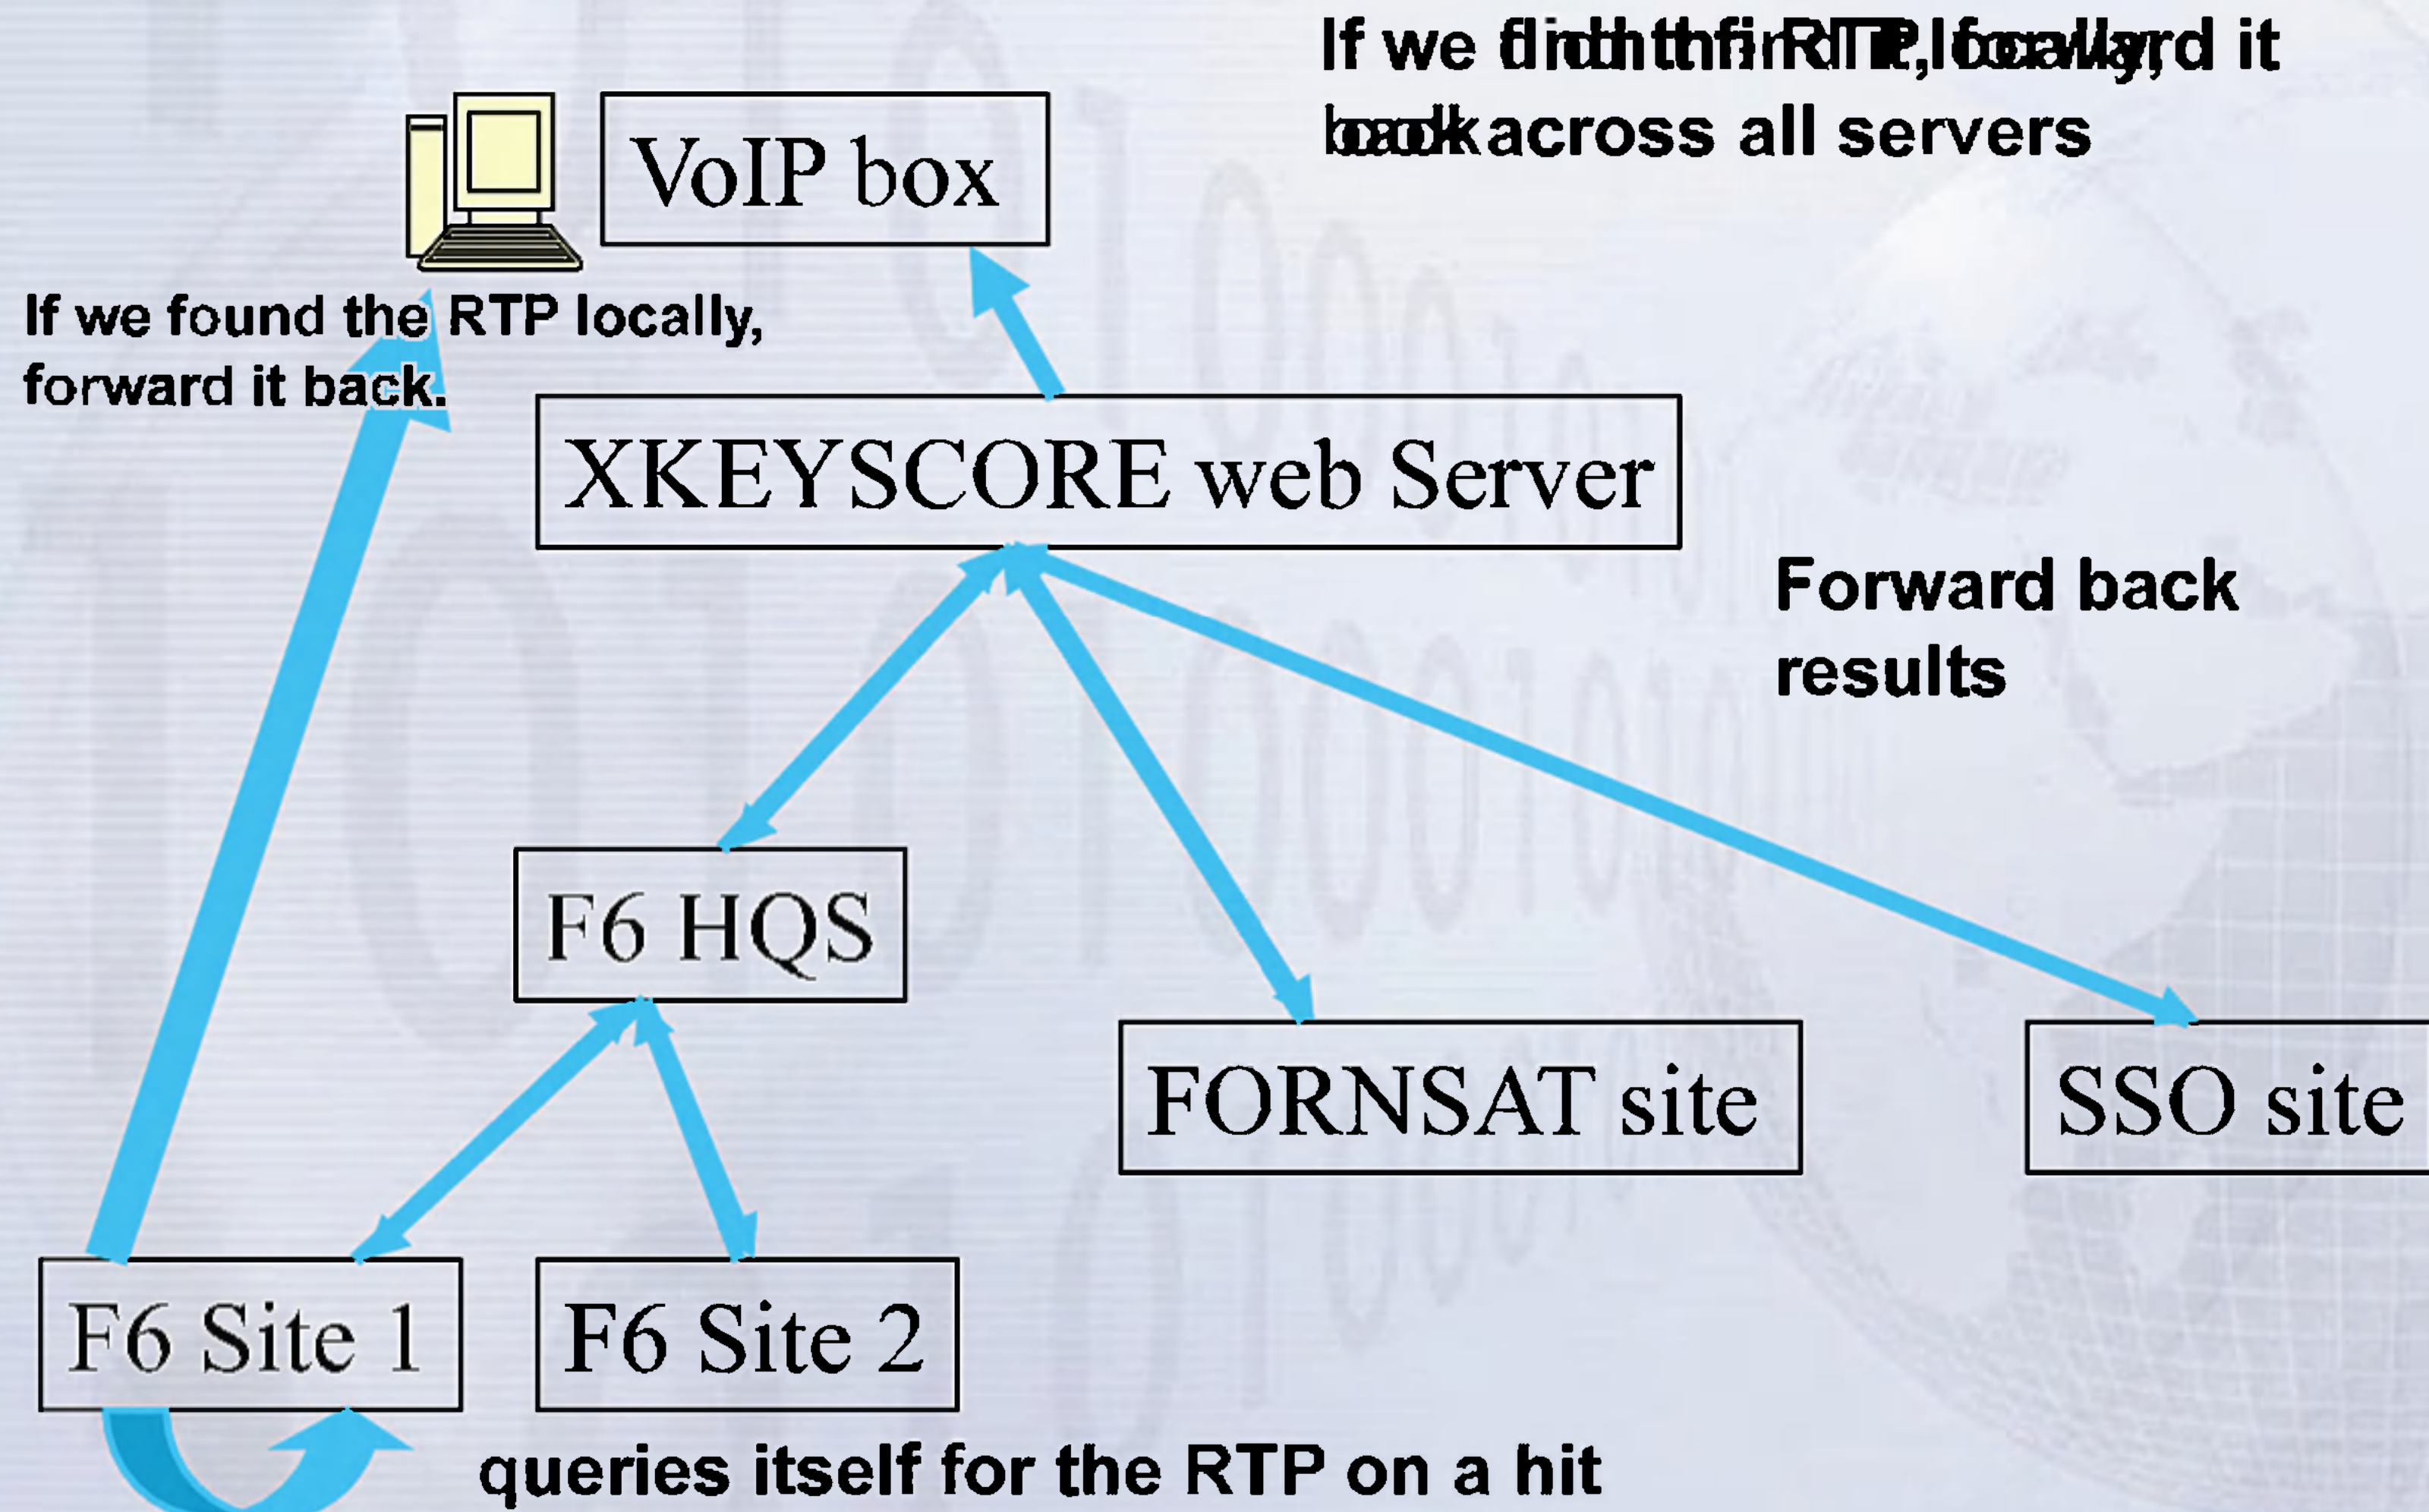 If we it
across all servers
VoIP box
If we found the RTP locally,
forward it back.
XKEYSCORE web Server
Forward back
results
F6 HQS
FORNSAT site
SSO site
F6 Site 1
F6 Site 2
queries itself for the RTP on a hit